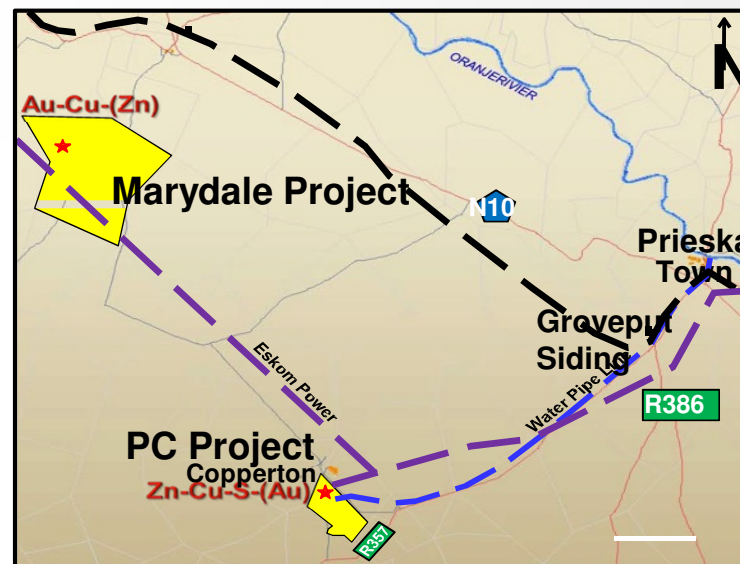 N
ORANJERIVIER
Au-Cu-(Zn)
Marydale Project
N10
Prieska
Town
Groveput
Siding
Eskom Power
Water Pipe
R386
PC Project
Copperton
Zn-Cu-S-(Au)
R357